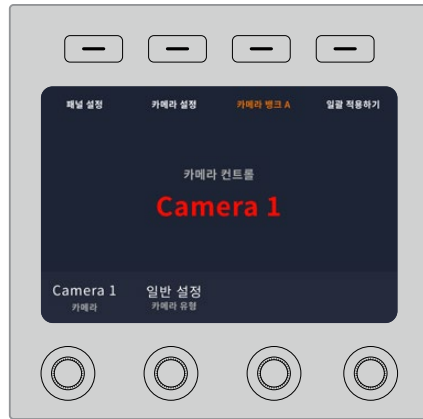 패널 설정 카메라 설정 카메라 뱅크 A 일괄 적용하기
카메라 컨트롤
Camera 1
Camera 1 일반 설정
카메라 카메라 유형